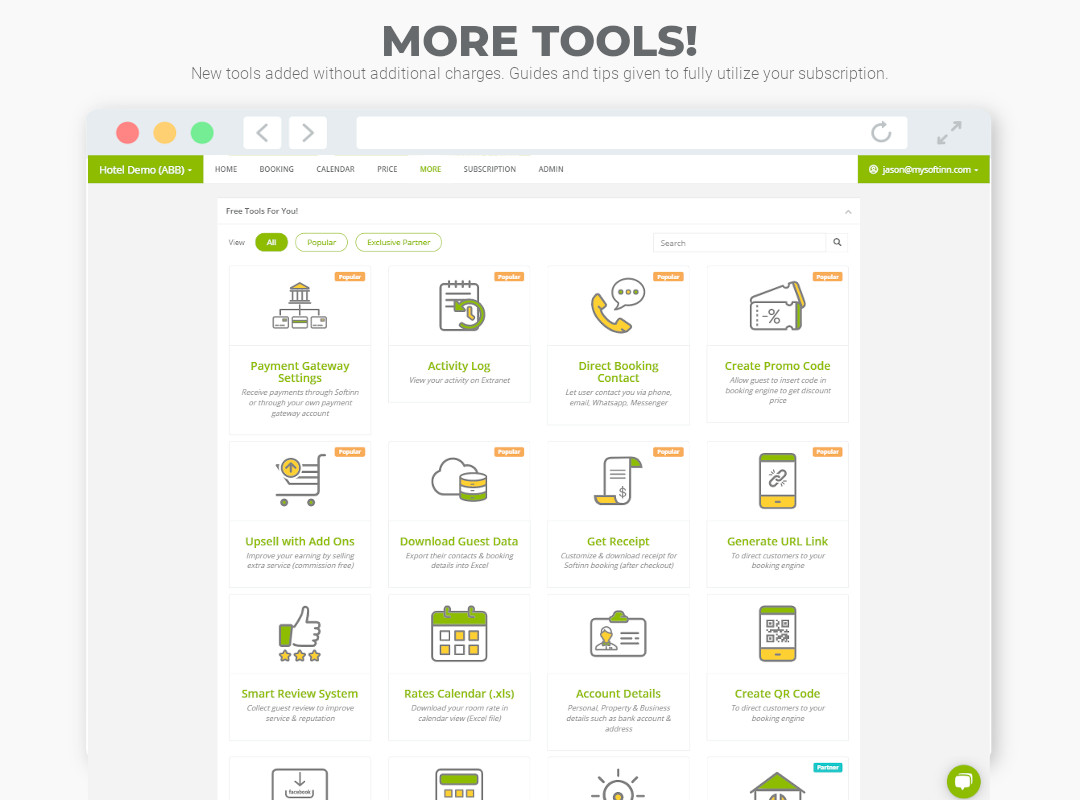 MORE TOOLS!
New tools added without additional charges. Guides and tips given to fully utilize your subscription.
Hotel Demo (ABB)
HOME
BOOKING
CALENDAR
PRICE
MORE
SUBSCRIPTION
ADMIN
jason@mysoftinn.com
Free Tools For You!
View
All
Popular
Exclusive Partner
Search
Popular
Popular
Popular
Popular
-%
Payment Gateway
Settings
Receive payments through Softinn
or through your own payment
gateway account
Activity Log
View your activity on Extranet
Direct Booking
Contact
Let user contact you via phone,
email, Whatsapp, Messenger
Create Promo Code
Allow guest to insert code in
booking engine to get discount
price
Popular
Popular
Popular
Popular
$
Upsell with Add Ons
Improve your earning by selling
extra service (commission free)
Download Guest Data
Export their contacts & booking
details into Excel
Get Receipt
Customize & download receipt for
Softinn booking (after checkout)
Generate URL Link
To direct customers to your
booking engine
Smart Review System
Collect guest review to improve
service & reputation
Rates Calendar (.xls)
Download your room rate in
calendar view (Excel file)
Account Details
Personal, Property & Business
details such as bank account &
address
Create QR Code
To direct customers to your
booking engine
facebook
Partner